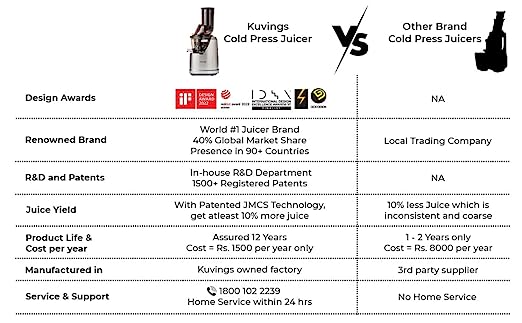 Kuvings
Cold Press Juicer
VS
Other Brand
Cold Press Juicers
Design Awards
iF
DESIGN
AWARD
2022
NA
Renowned Brand
World #1 Juicer Brand
40% Global Market Share
Presence in 90+ Countries
Local Trading Company
R&D and Patents
In-house R&D Department
1500+ Registered Patents
NA
Juice Yield
With Patented JMCS Technology,
get atleast 10% more juice
10% less Juice which is
inconsistent and coarse
Product Life &
Cost per year
Assured 12 Years
Cost = Rs. 1500 per year only
1 - 2 Years only
Cost = Rs. 8000 per year
Manufactured in
Kuvings owned factory
3rd party supplier
Service & Support
1800 102 2239
Home Service within 24 hrs
No Home Service